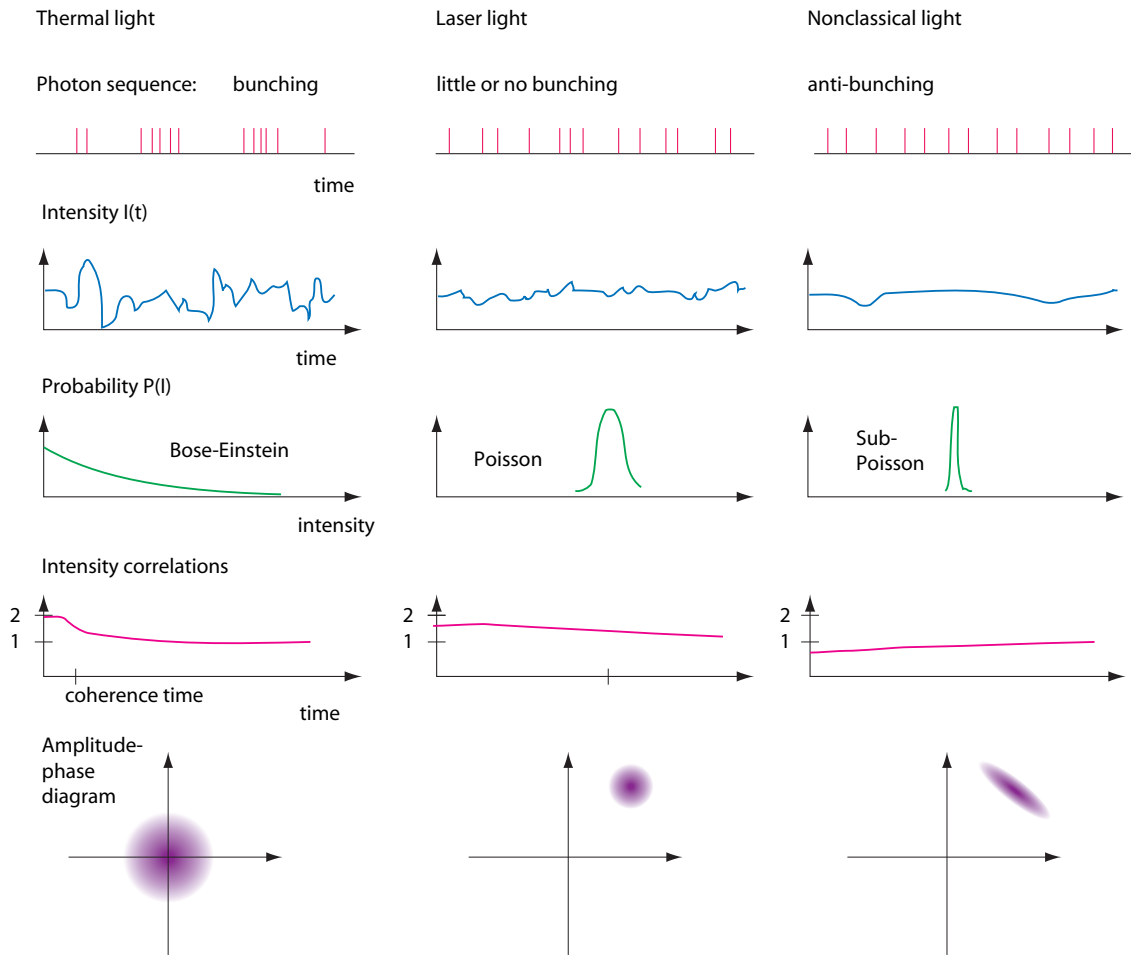 Thermal light
Laser light
Nonclassical light
Photon sequence: bunching
little or no bunching
anti-bunching
time
Intensity I(t)
time
Probability P(I)
Bose-Einstein
Poisson
Sub-
Poisson
intensity
Intensity correlations
2
1
2
1
2
1
coherence time
time
Amplitude-
phase
diagram